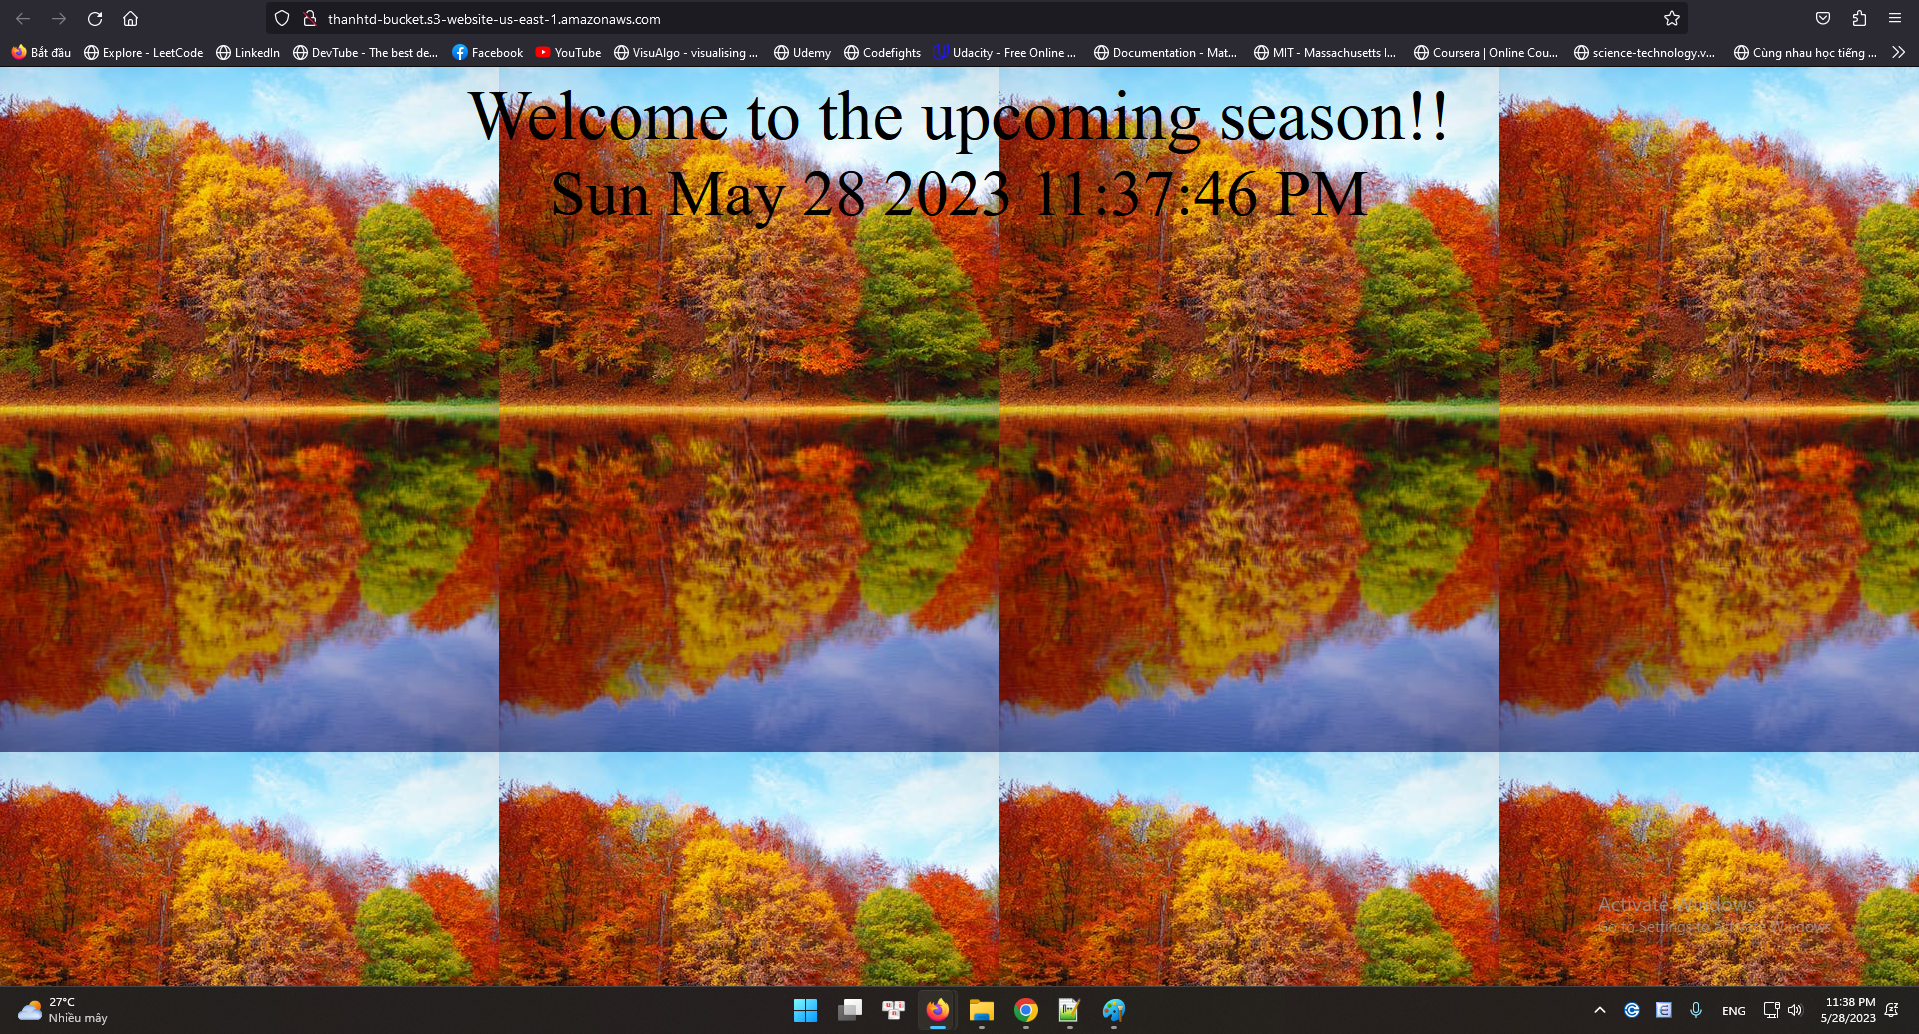 thanhtd-bucket.s3-website-us-east-1.amazonaws.com
Bắt đầu Explore - LeetCode LinkedIn DevTube - The best de... Facebook YouTube VisuAlgo - visualising ... Udemy Codefights Udacity - Free Online ... Documentation - Mat... MIT - Massachusetts I... Coursera | Online Cou... science-technology.v... Cùng nhau học tiếng ...
Welcome to the upcoming season!!
Sun May 28 2023 11:37:46 PM
Activate Windows
Go to Settings to activate Windows.
27°C
Nhiều mây
ENG
11:38 PM
5/28/2023